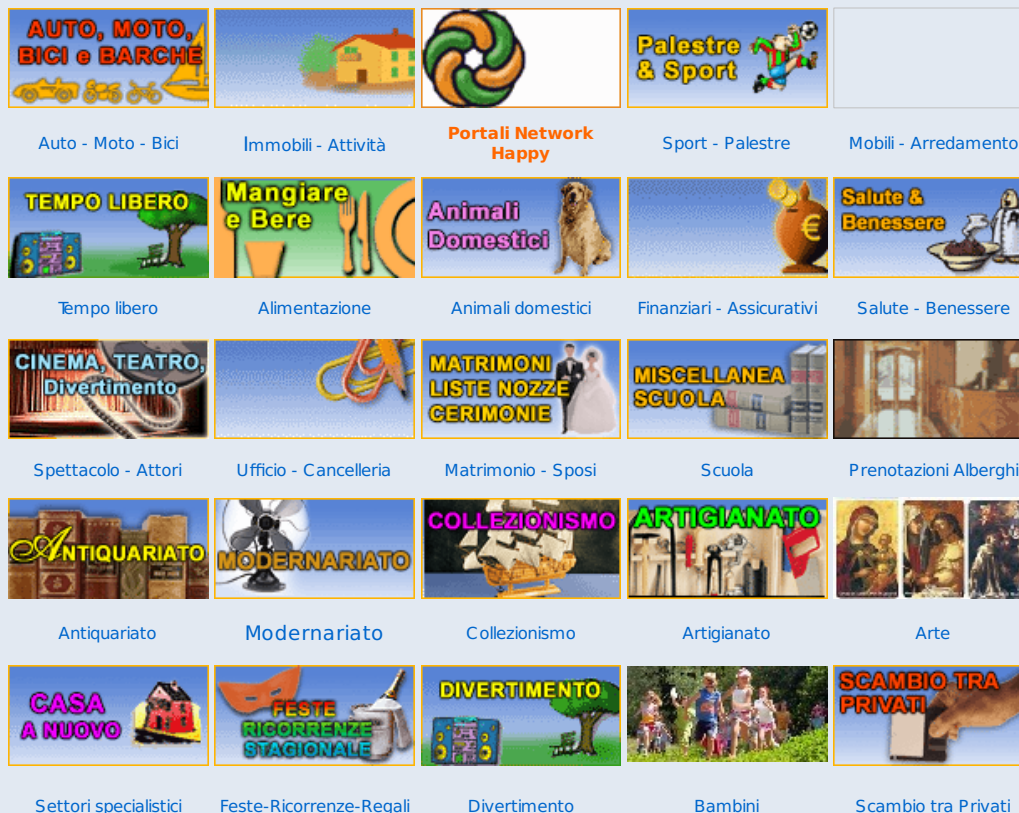 AUTO, MOTO,
BICI e BARCHE
Palestre
& Sport
Auto - Moto - Bici
Immobili - Attività
Portali Network
Happy
Sport - Palestre
Mobili - Arredamento
TEMPO LIBERO
Mangiare
e Bere
Animali
Domestici
€
Salute &
Benessere
Tempo libero
Alimentazione
Animali domestici
Finanziari - Assicurativi
Salute - Benessere
CINEMA, TEATRO,
Divertimento
MATRIMONI
LISTE NOZZE
CERIMONIE
MISCELLANEA
SCUOLA
Spettacolo - Attori
Ufficio - Cancelleria
Matrimonio - Sposi
Scuola
Prenotazioni Alberghi
ANTIQUARIATO
MODERNARIATO
COLLEZIONISMO
ARTIGIANATO
Antiquariato
Modernariato
Collezionismo
Artigianato
Arte
CASA
A NUOVO
FESTE
RICORRENZE
STAGIONALE
DIVERTIMENTO
SCAMBIO TRA
PRIVATI
Settori specialistici
Feste-Ricorrenze-Regali
Divertimento
Bambini
Scambio tra Privati